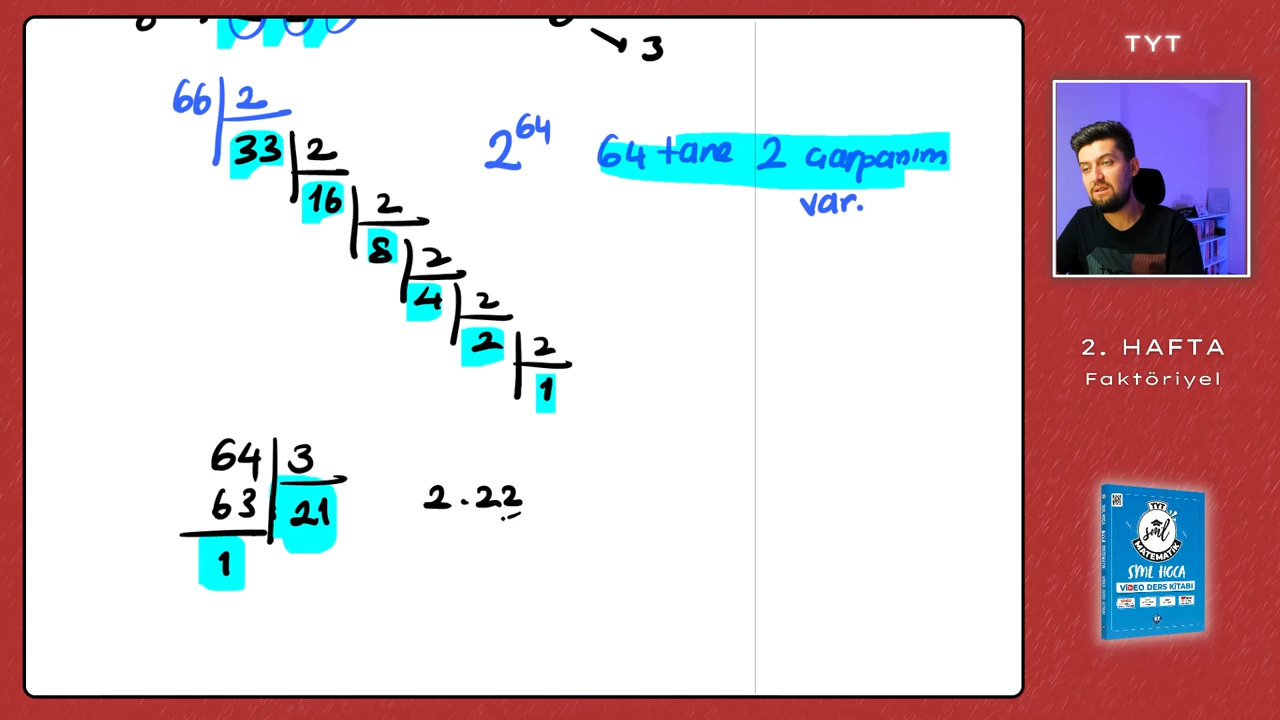 3
66 2
33 2
16 2
8 2
4 2
2 2
1
2^64 64 tane 2 çarpanım
var.
64 3
63 21
1
2.22
TYT
2. HAFTA
Faktöriyel
TYT
sml
MATEMATİK
SML HOCA
VİDEO DERS KİTABI